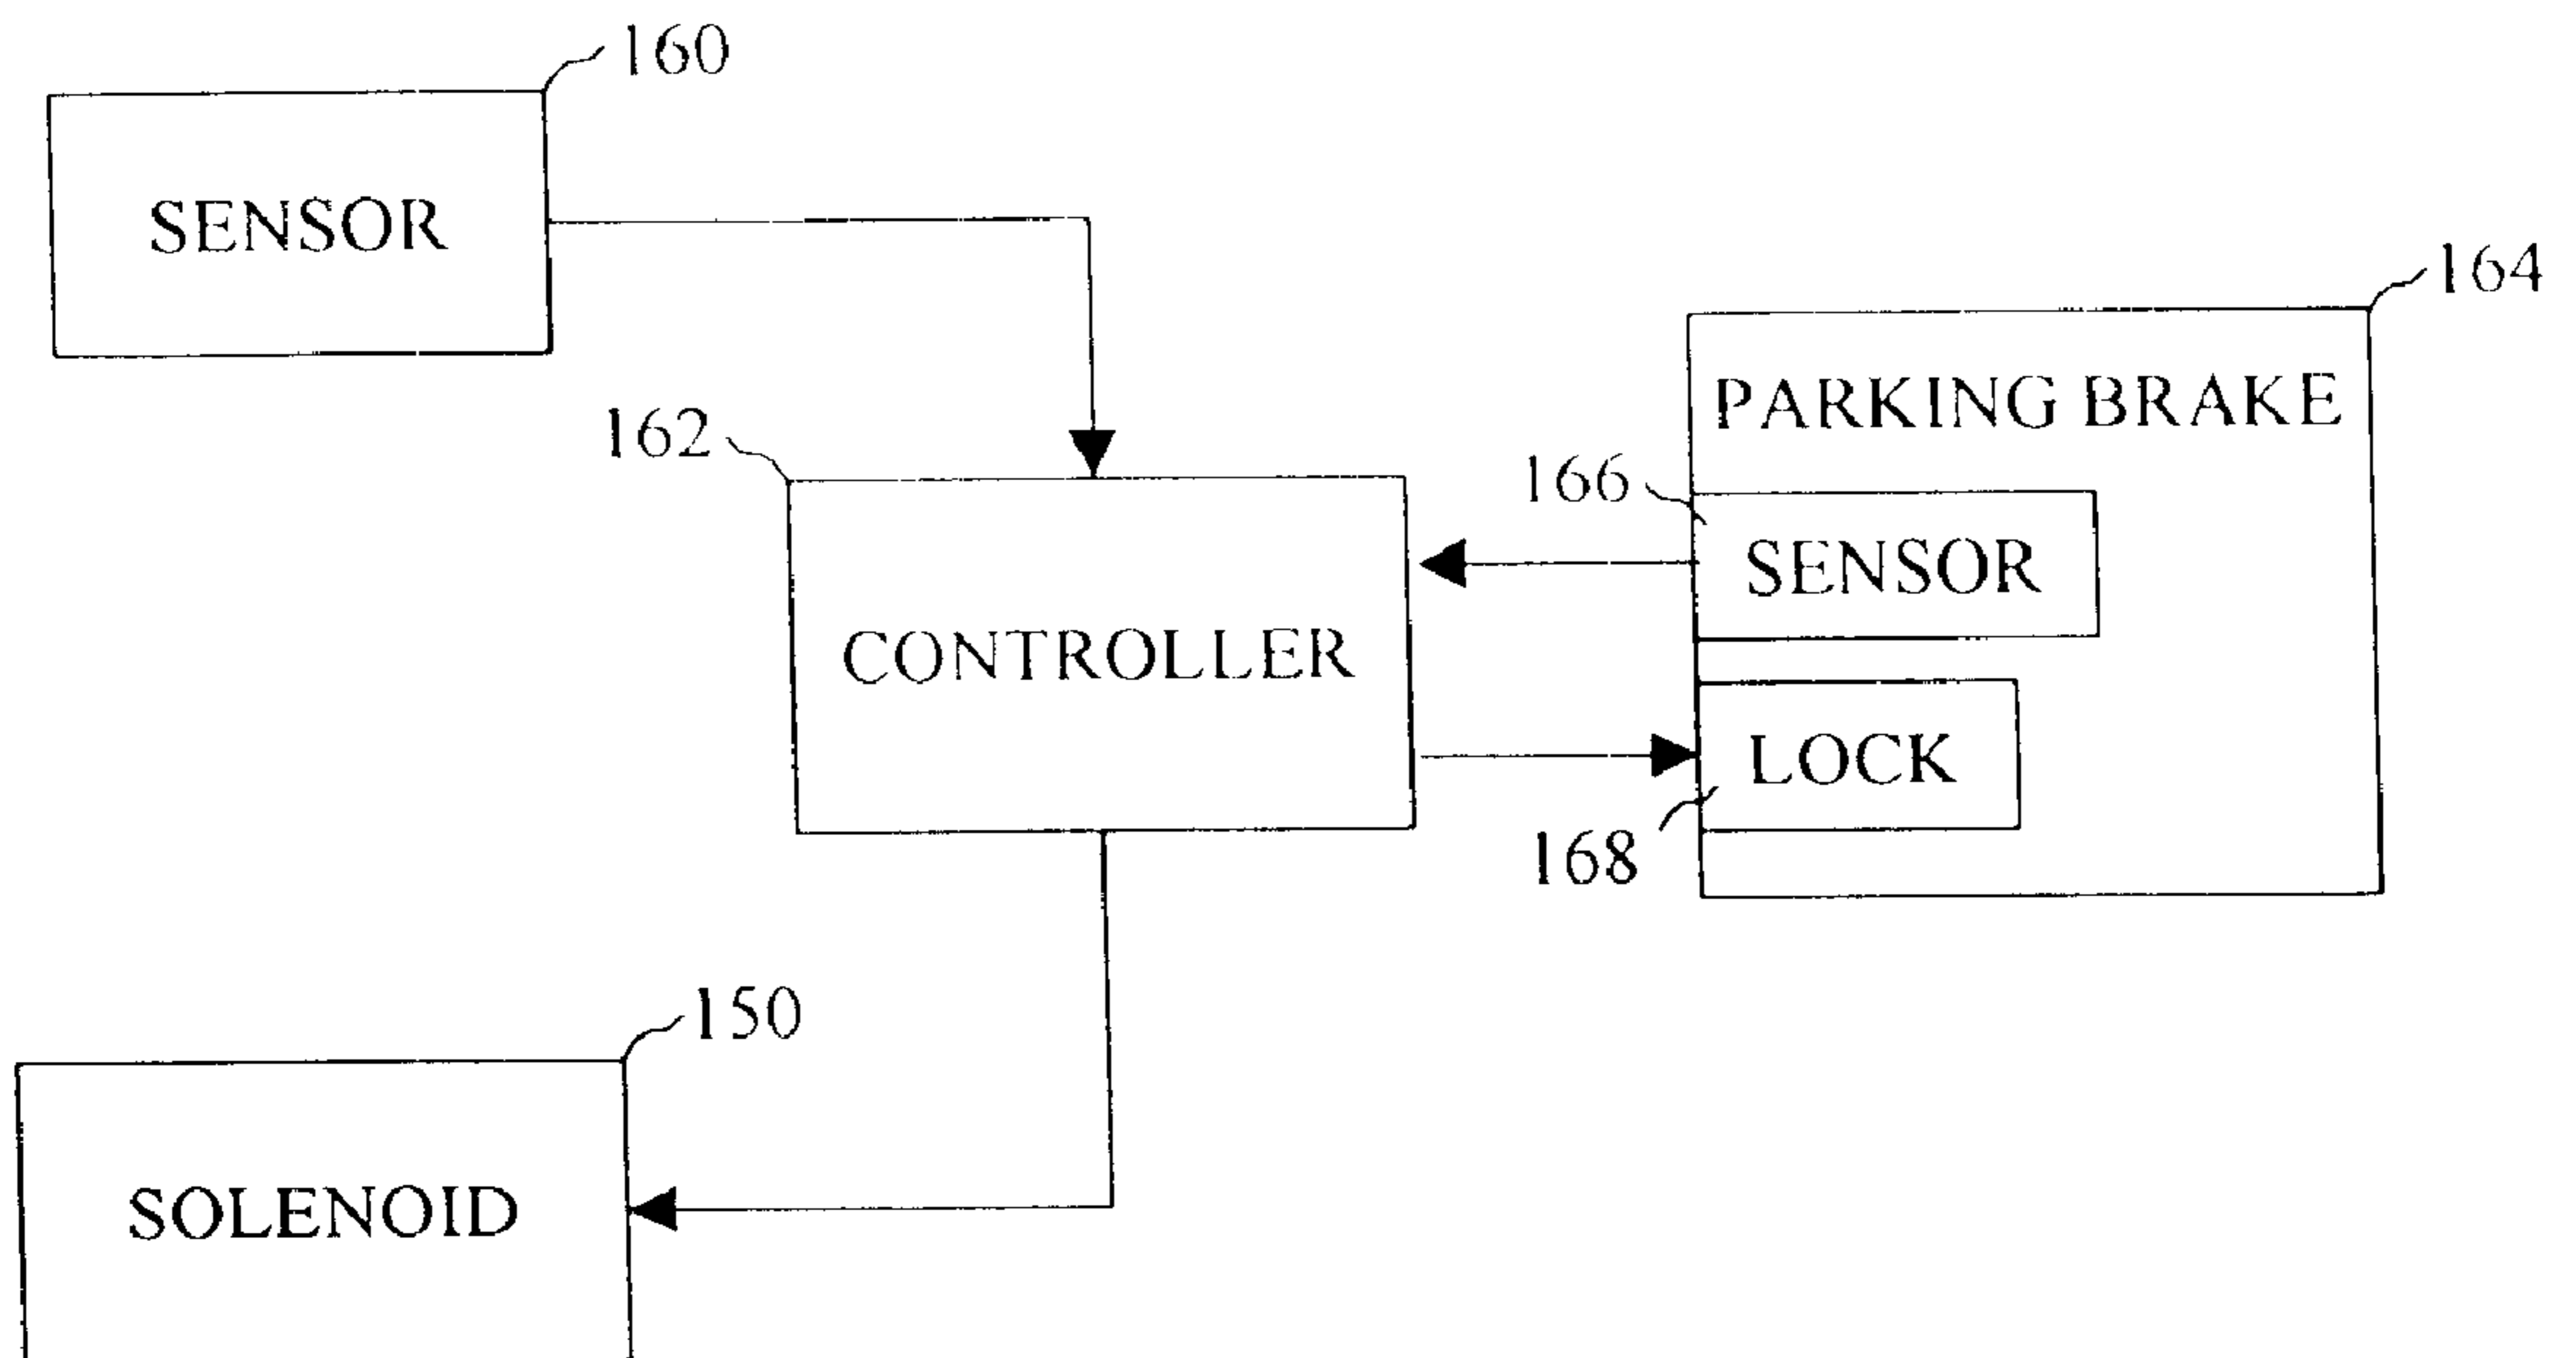 160
SENSOR
164
PARKING BRAKE
162
166
SENSOR
CONTROLLER
LOCK
168
150
SOLENOID